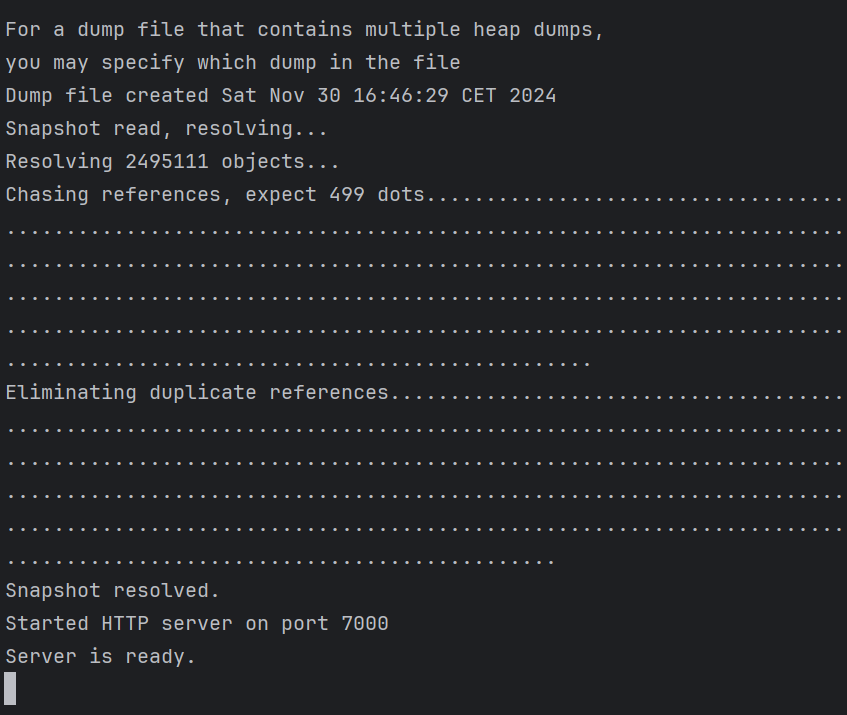 For a dump file that contains multiple heap dumps,
you may specify which dump in the file
Dump file created Sat Nov 30 16:46:29 CET 2024
Snapshot read, resolving...
Resolving 2495111 objects...
Chasing references, expect 499 dots...................................
......................................................................
......................................................................
......................................................................
......................................................................
.................................................
Eliminating duplicate references......................................
......................................................................
......................................................................
......................................................................
......................................................................
..............................................
Snapshot resolved.
Started HTTP server on port 7000
Server is ready.